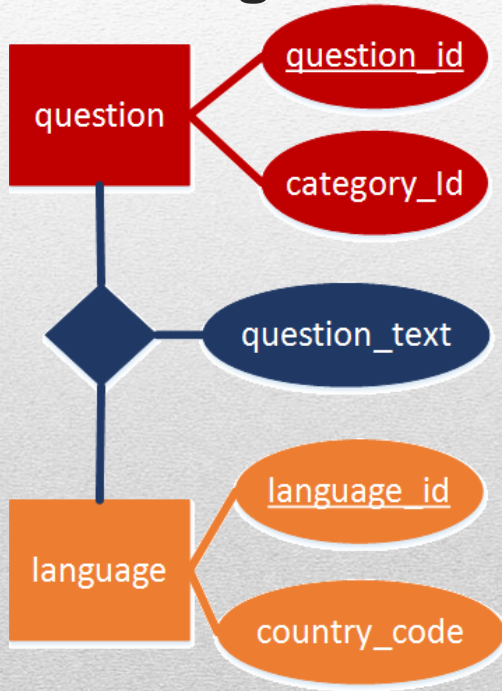 question_id
question
category_Id
question_text
language_id
language
country_code